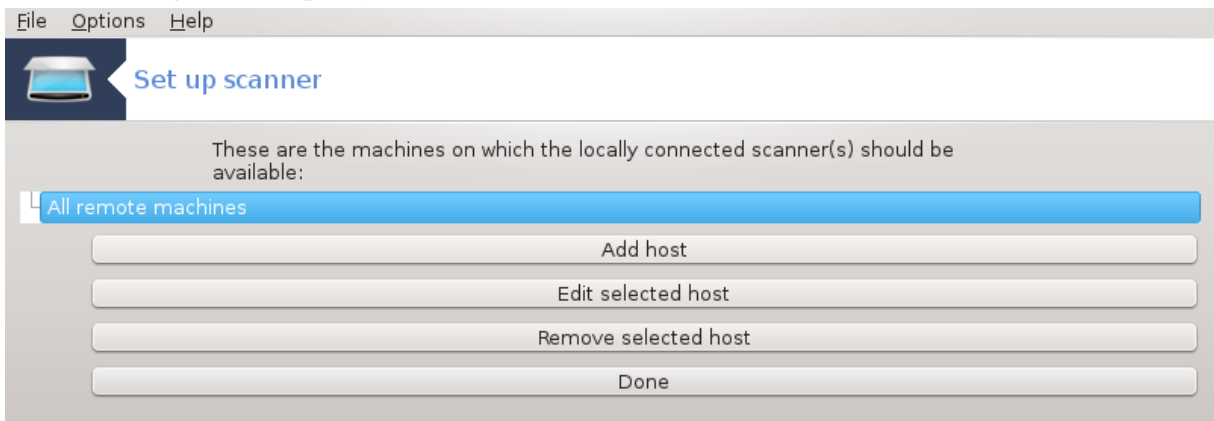 File Options Help
Set up scanner
These are the machines on which the locally connected scanner(s) should be
available:
All remote machines
Add host
Edit selected host
Remove selected host
Done